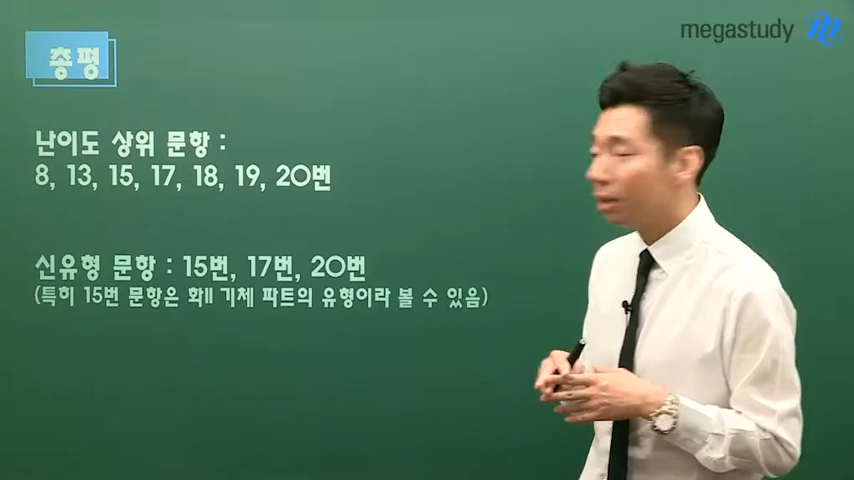 megastudy
총평
난이도 상위 문항 :
8, 13, 15, 17, 18, 19, 20번
신유형 문항 : 15번, 17번, 20번
(특히 15번 문항은 화II 기체 파트의 유형이라 볼 수 있음)